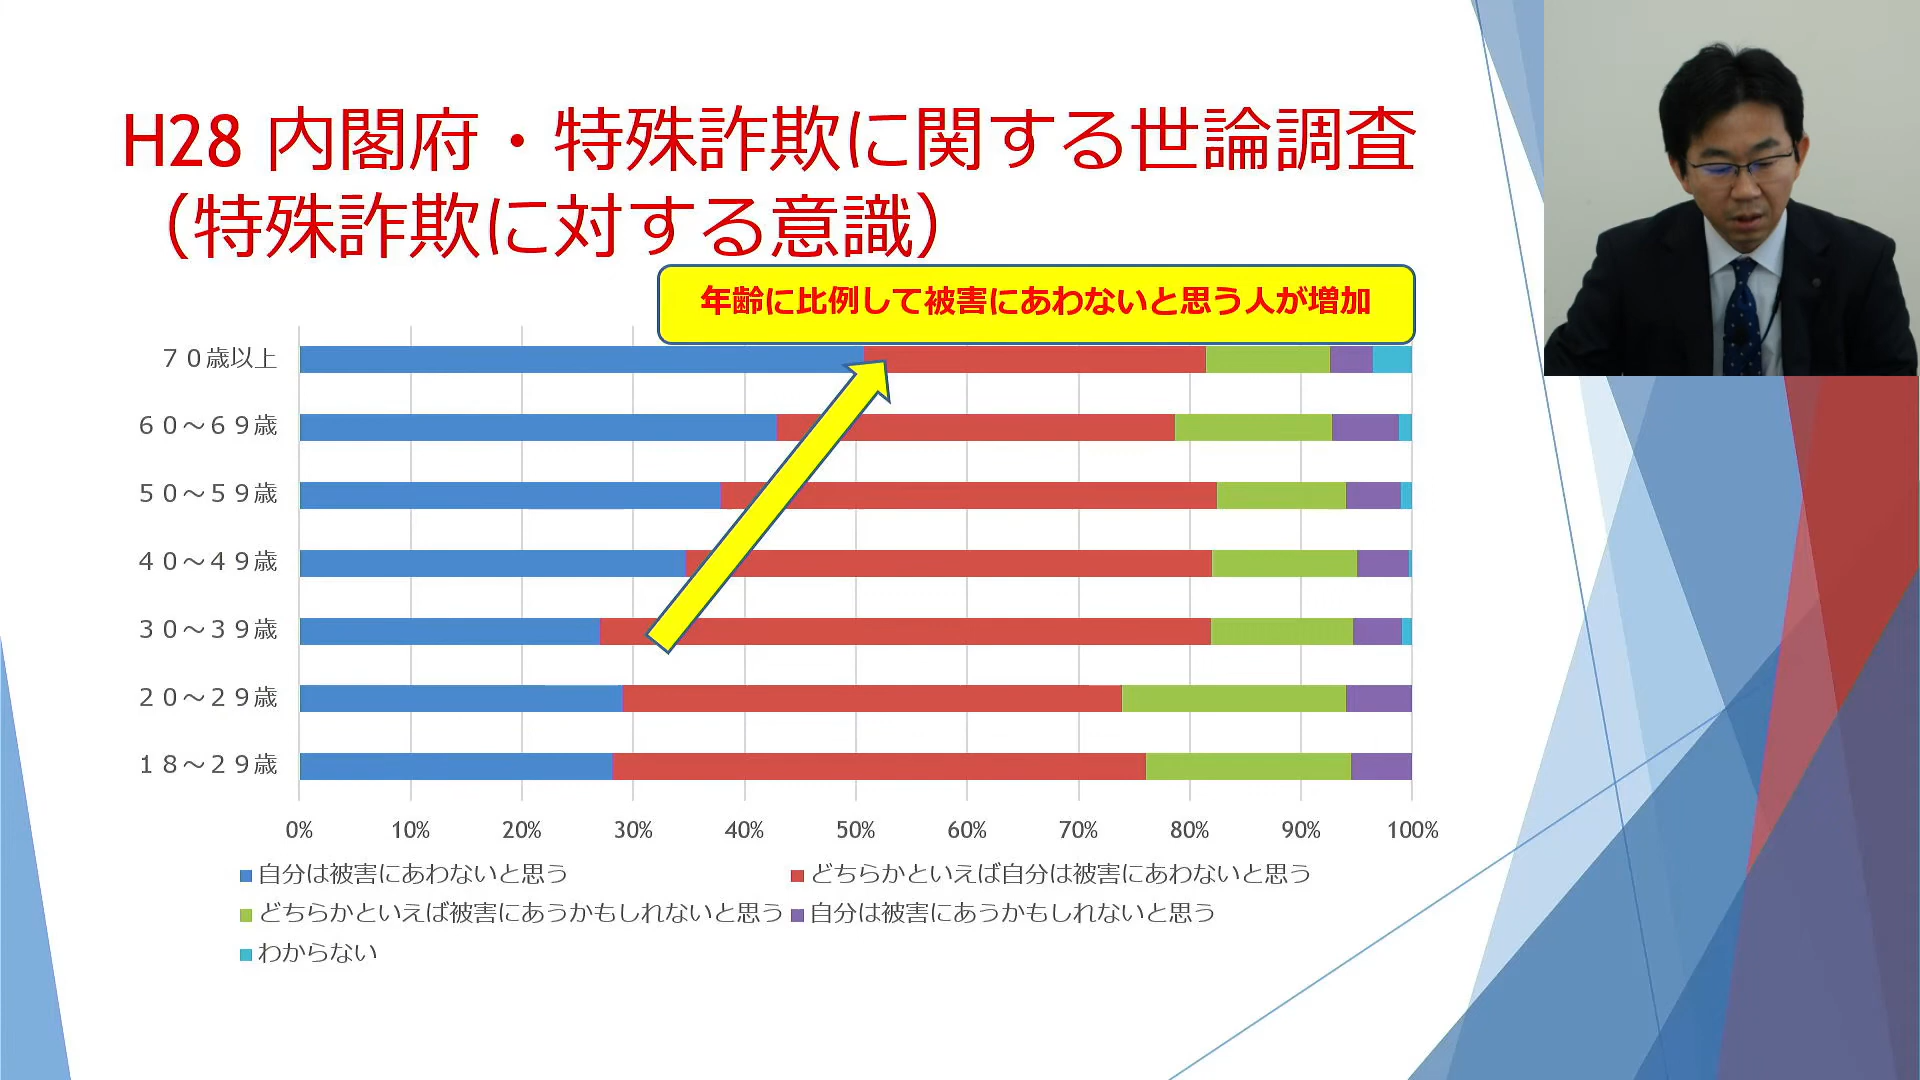 H28 内閣府・特殊詐欺に関する世論調査
（特殊詐欺に対する意識）
年齢に比例して被害にあわないと思う人が増加
７０歳以上
６０～６９歳
５０～５９歳
４０～４９歳
３０～３９歳
２０～２９歳
１８～２９歳
0% 10% 20% 30% 40% 50% 60% 70% 80% 90% 100%
自分は被害にあわないと思う どちらかといえば自分は被害にあわないと思う
どちらかといえば被害にあうかもしれないと思う 自分は被害にあうかもしれないと思う
わからない